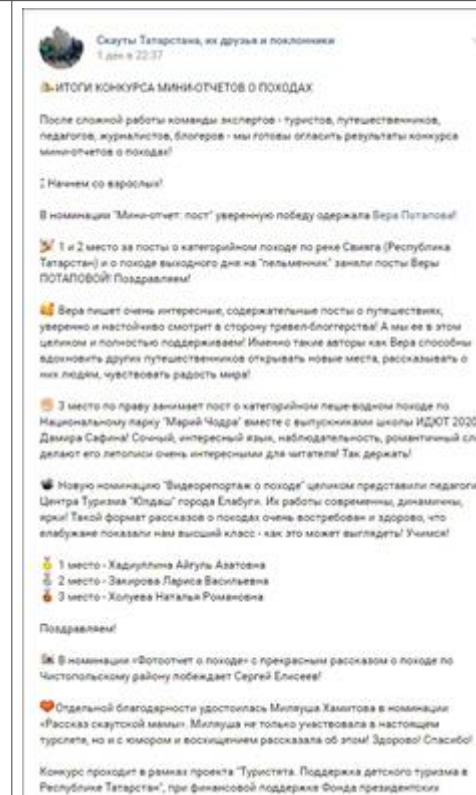 Скауты Татарстана, их друзья и поклонники
1 дек в 22:37
ИТОГИ КОНКУРСА МИНИ-ОТЧЕТОВ О ПОХОДАХ
После сложной работы команды экспертов - туристов, путешественников,
педагогов, журналистов, блогеров - мы готовы огласить результаты конкурса
мини-отчетов о походах!
Начнем со взрослых!
В номинации "Мини-отчет: пост" уверенную победу одержала Вера Потапова!
1 и 2 место за посты о категорийном походе по реке Свияга (Республика
Татарстан) и о походе выходного дня на "пельменник" заняли посты Веры
ПОТАПОВОЙ! Поздравляем!
Вера пишет очень интересные, содержательные посты о путешествиях,
уверенно и настойчиво смотрит в сторону тревел-блоггерства! А мы ее в этом
целиком и полностью поддерживаем! Именно такие авторы как Вера способны
вдохновить других путешественников открывать новые места, рассказывать о
них людям, чувствовать радость мира!
3 место по праву занимает пост о категорийном пеше-водном походе по
Национальному парку "Марий Чодра" вместе с выпускниками школы ИДЮТ 2020
Дамира Сафина! Сочный, интересный язык, наблюдательность, романтичный сло
делают его летописи очень интересными для читателя! Так держать!
Новую номинацию "Видеорепортаж о походе" целиком представили педагоги
Центра Туризма "Юлдаш" города Елабуги. Их работы современны, динамичны,
ярки! Такой формат рассказов о походах очень востребован и здорово, что
елабужане показали нам высший класс - как это может выглядеть! Учимся!
1 место - Хадиуллина Айгуль Азатовна
2 место - Закирова Лариса Васильевна
3 место - Холуева Наталья Романовна
Поздравляем!
В номинации «Фотоотчет о походе» с прекрасным рассказом о походе по
Чистопольскому району побеждает Сергей Елисеев!
Отдельной благодарности удостоилась Миляуша Хамитова в номинации
«Рассказ скаутской мамы». Миляуша не только участвовала в настоящем
турслете, но и с юмором и восхищением рассказала об этом! Здорово! Спасибо!
Конкурс проходит в рамках проекта "Туристята. Поддержка детского туризма в
Республике Татарстан", при финансовой поддержке Фонда президентских